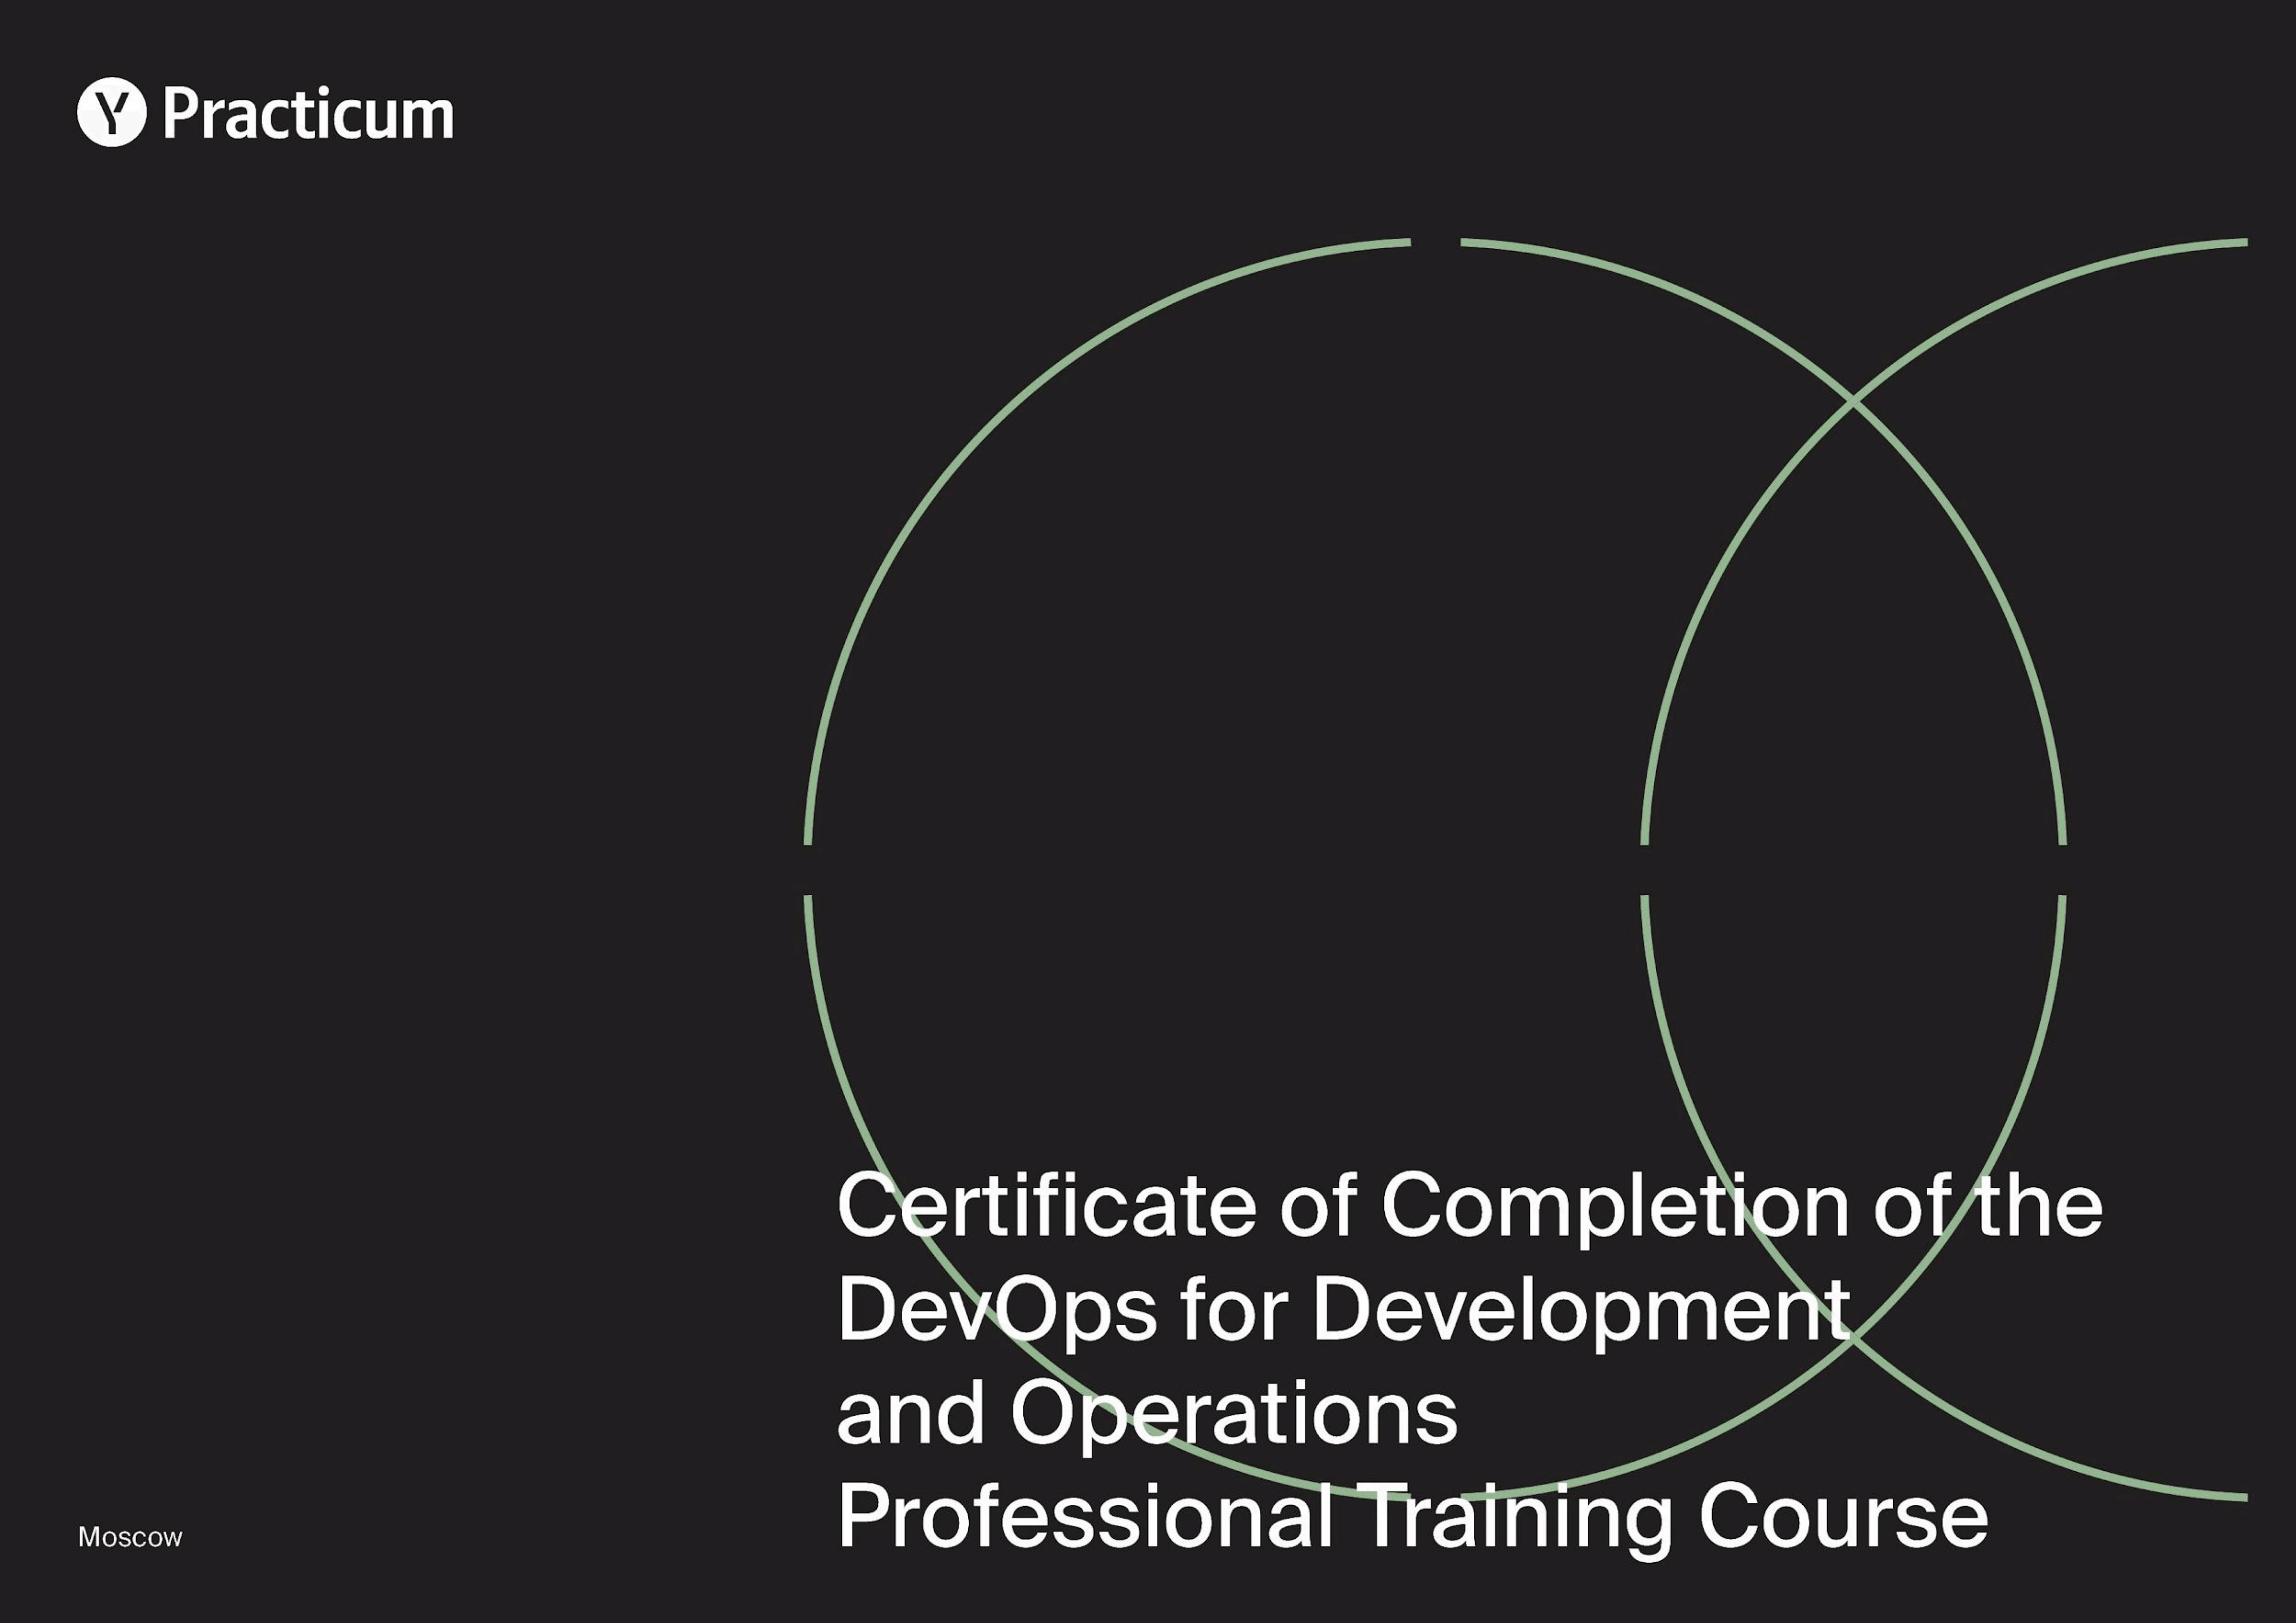 Y Practicum
Certificate of Completion of the
DevOps for Development
and Operations
Professional Training Course
Moscow